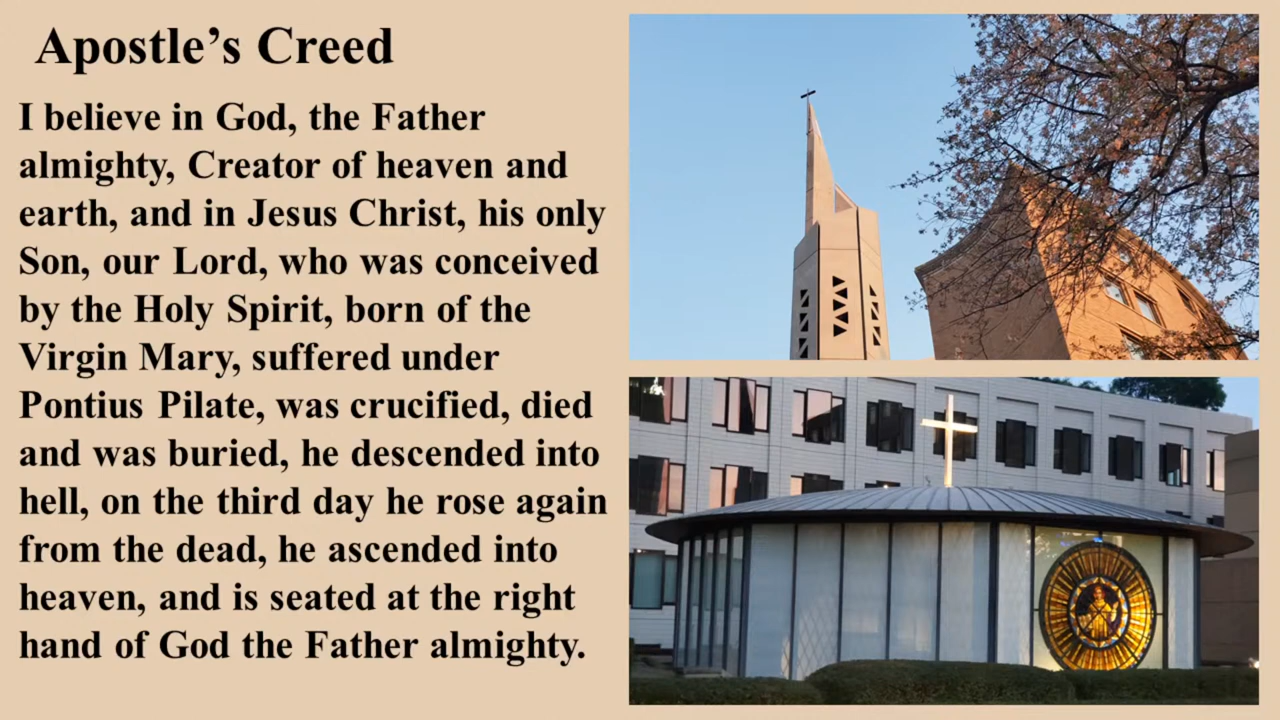 Apostle’s Creed
I believe in God, the Father
almighty, Creator of heaven and
earth, and in Jesus Christ, his only
Son, our Lord, who was conceived
by the Holy Spirit, born of the
Virgin Mary, suffered under
Pontius Pilate, was crucified, died
and was buried, he descended into
hell, on the third day he rose again
from the dead, he ascended into
heaven, and is seated at the right
hand of God the Father almighty.